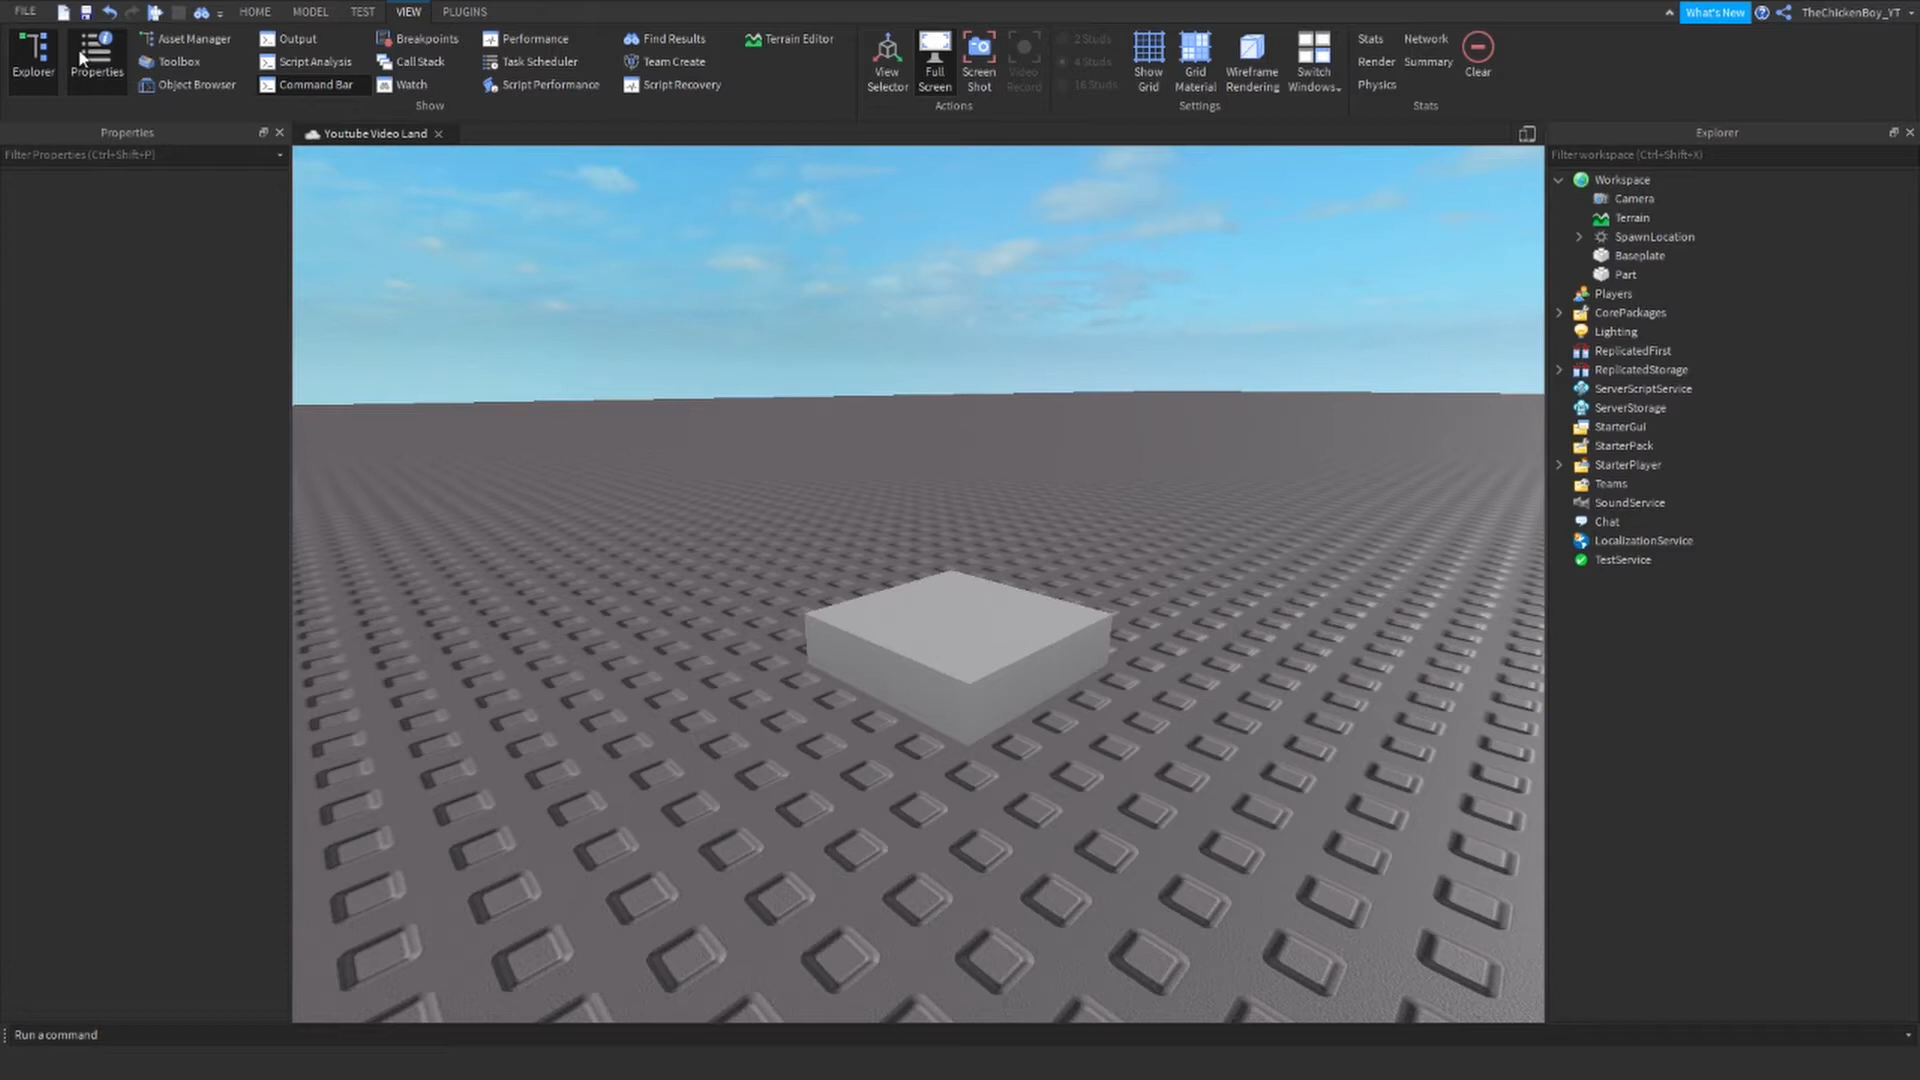 FILE HOME MODEL TEST VIEW PLUGINS What's New TheChickenBoy_YT
Explorer
Properties
Asset Manager
Toolbox
Object Browser
Output
Script Analysis
Command Bar
Breakpoints
Call Stack
Watch
Performance
Task Scheduler
Script Performance
Find Results
Team Create
Script Recovery
Terrain Editor
Show
View
Selector
Full
Screen
Screen
Shot
Video
Record
Actions
2 Studs
4 Studs
16 Studs
Show
Grid
Grid
Material
Wireframe
Rendering
Switch
Windows
Settings
Stats
Render
Physics
Network
Summary
Clear
Stats
Properties
Filter Properties (Ctrl+Shift+P)
Youtube Video Land
Explorer
Filter workspace (Ctrl+Shift+X)
Workspace
Camera
Terrain
SpawnLocation
Baseplate
Part
Players
CorePackages
Lighting
ReplicatedFirst
ReplicatedStorage
ServerScriptService
ServerStorage
StarterGui
StarterPack
StarterPlayer
Teams
SoundService
Chat
LocalizationService
TestService
Run a command